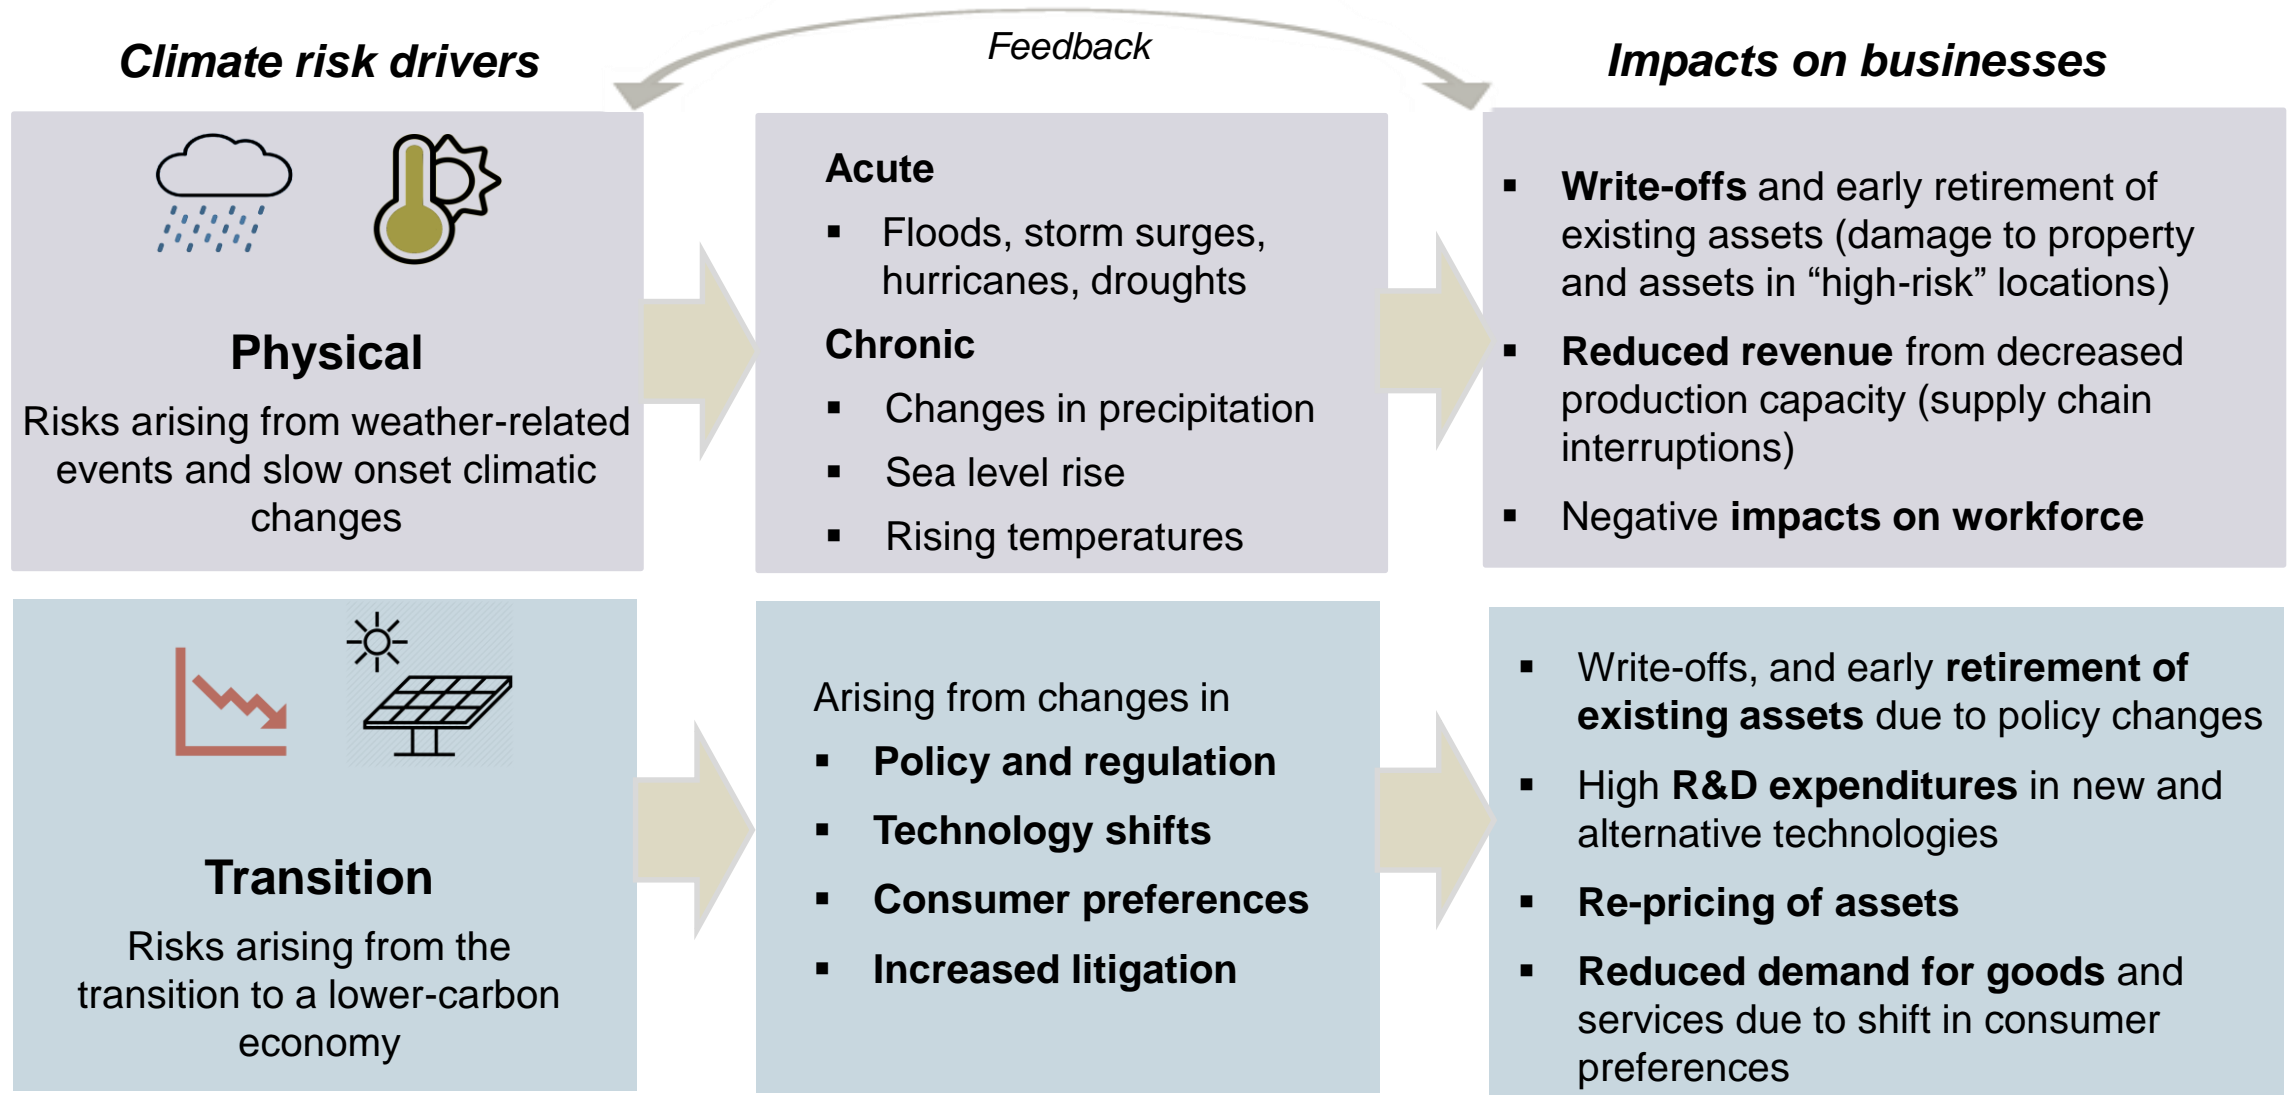 Climate risk drivers
Feedback
Impacts on businesses
Physical
Risks arising from weather-related
events and slow onset climatic
changes
Acute
▪ Floods, storm surges,
hurricanes, droughts
Chronic
▪ Changes in precipitation
▪ Sea level rise
▪ Rising temperatures
▪ Write-offs and early retirement of
existing assets (damage to property
and assets in “high-risk” locations)
▪ Reduced revenue from decreased
production capacity (supply chain
interruptions)
▪ Negative impacts on workforce
Transition
Risks arising from the
transition to a lower-carbon
economy
Arising from changes in
▪ Policy and regulation
▪ Technology shifts
▪ Consumer preferences
▪ Increased litigation
▪ Write-offs, and early retirement of
existing assets due to policy changes
▪ High R&D expenditures in new and
alternative technologies
▪ Re-pricing of assets
▪ Reduced demand for goods and
services due to shift in consumer
preferences